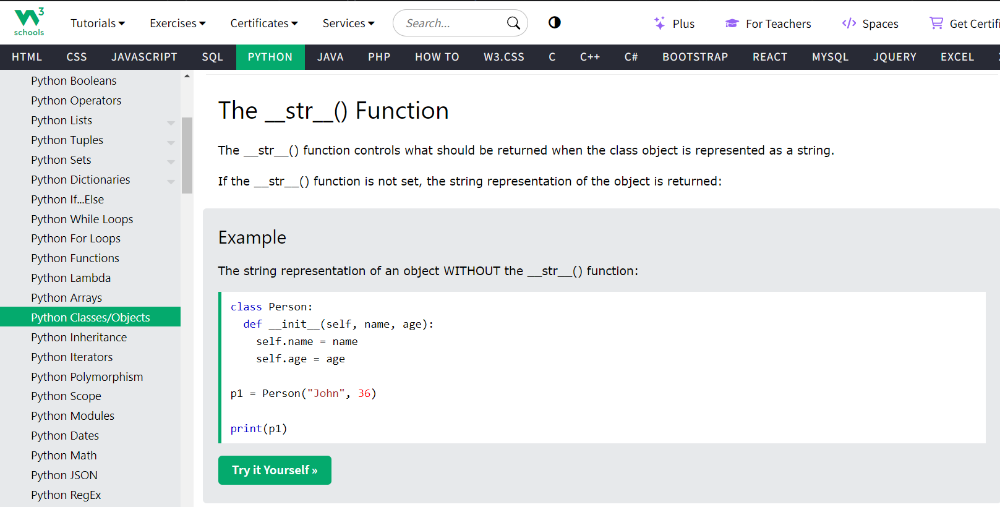 W3
schools
Tutorials
Exercises
Certificates
Services
Search...
Plus
For Teachers
Spaces
Get Certifi
HTML CSS JAVASCRIPT SQL PYTHON JAVA PHP HOW TO W3.CSS C C++ C# BOOTSTRAP REACT MYSQL JQUERY EXCEL
Python Booleans
Python Operators
Python Lists
Python Tuples
Python Sets
Python Dictionaries
Python If...Else
Python While Loops
Python For Loops
Python Functions
Python Lambda
Python Arrays
Python Classes/Objects
Python Inheritance
Python Iterators
Python Polymorphism
Python Scope
Python Modules
Python Dates
Python Math
Python JSON
Python RegEx
The __str__() Function
The __str__() function controls what should be returned when the class object is represented as a string.
If the __str__() function is not set, the string representation of the object is returned:
Example
The string representation of an object WITHOUT the __str__() function:
class Person:
  def __init__(self, name, age):
    self.name = name
    self.age = age
p1 = Person("John", 36)
print(p1)
Try it Yourself »